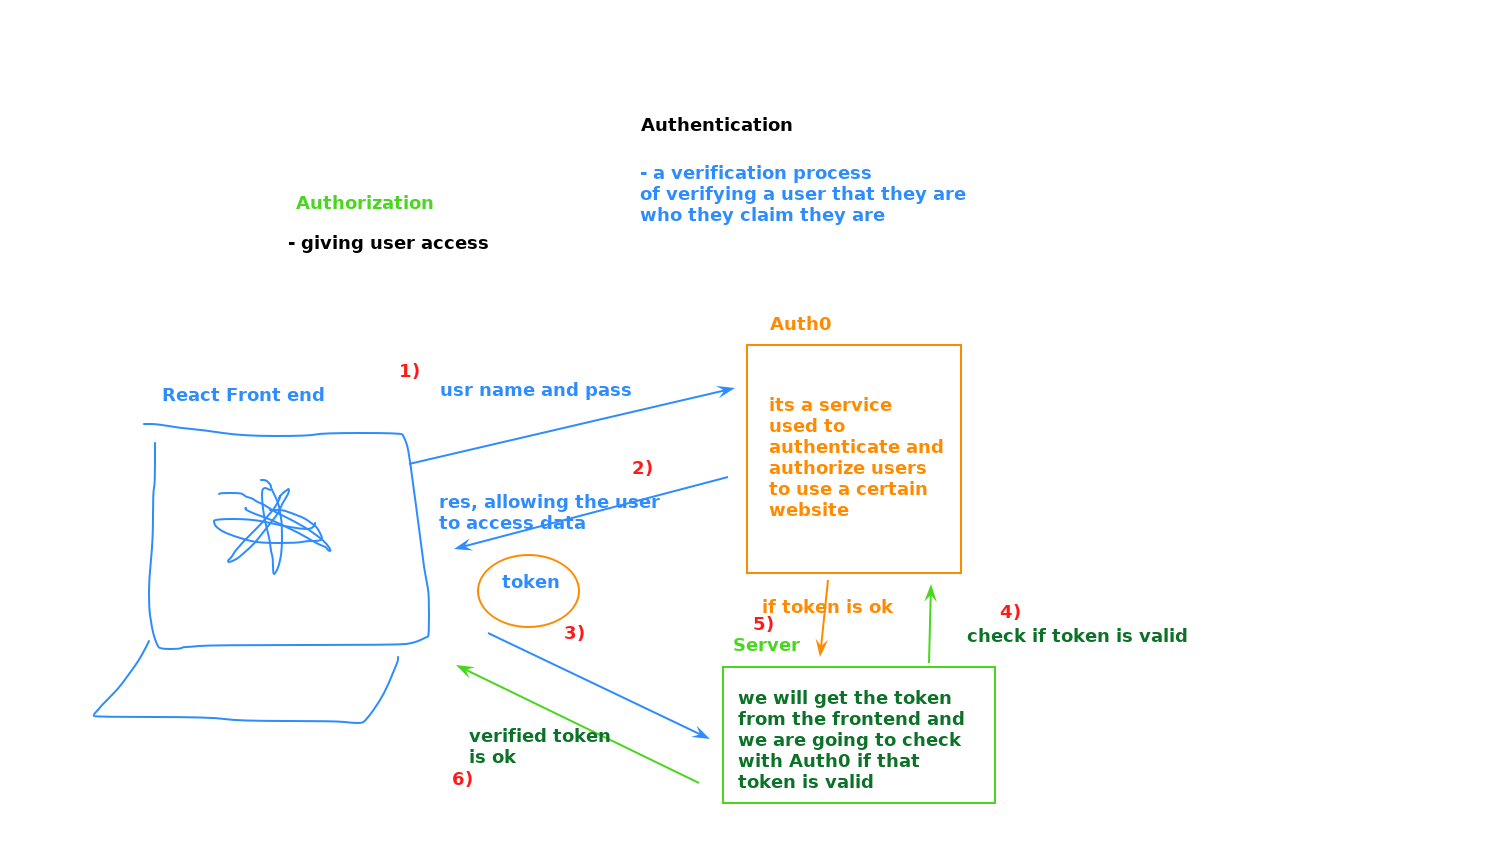 Authentication
- a verification process
of verifying a user that they are
who they claim they are
Authorization
- giving user access
Auth0
1)
usr name and pass
React Front end
its a service
used to
authenticate and
authorize users
to use a certain
website
2)
res, allowing the user
to access data
token
3)
if token is ok
5)
4)
check if token is valid
Server
we will get the token
from the frontend and
we are going to check
with Auth0 if that
token is valid
verified token
is ok
6)